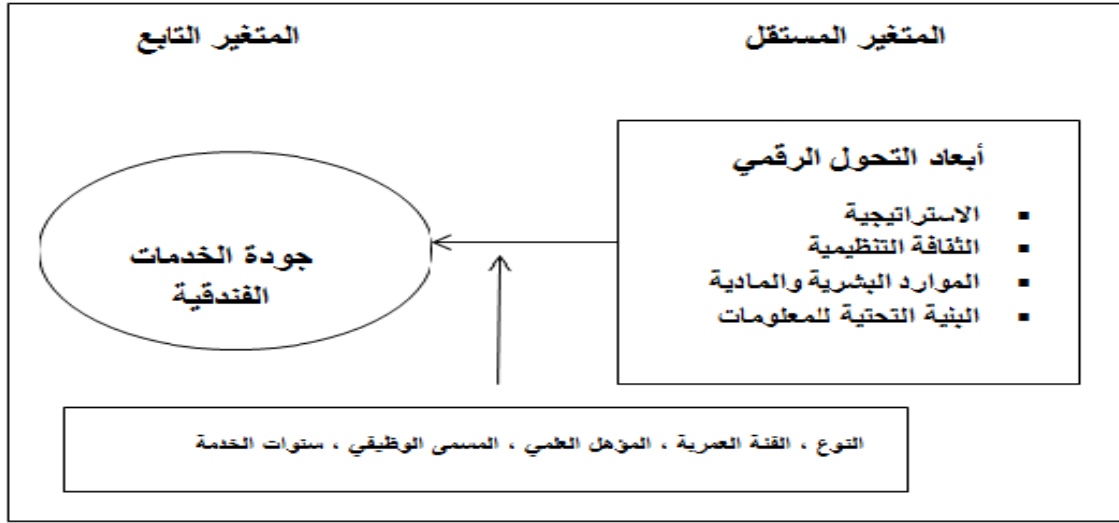 المتغير المستقل
المتغير التابع
أبعاد التحول الرقمي
▪ الاستراتيجية
▪ الثقافة التنظيمية
▪ الموارد البشرية والمادية
▪ البنية التحتية للمعلومات
جودة الخدمات
الفندقية
النوع ، الفئة العمرية ، المؤهل العلمي ، المسمى الوظيفي ، سنوات الخدمة